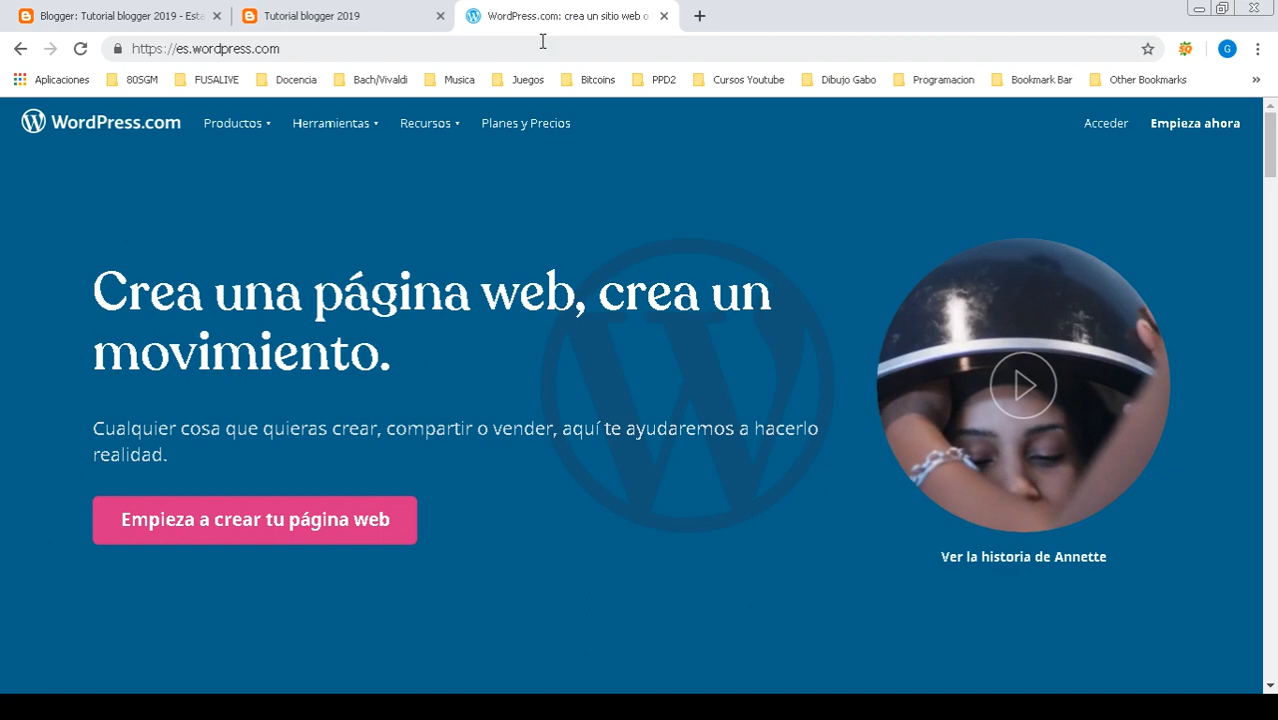 Blogger: Tutorial blogger 2019 - Esta
Tutorial blogger 2019
WordPress.com: crea un sitio web o
https://es.wordpress.com
G
Aplicaciones
80SGM
FUSALIVE
Docencia
Bach/Vivaldi
Musica
Juegos
Bitcoins
PPD2
Cursos Youtube
Dibujo Gabo
Programacion
Bookmark Bar
Other Bookmarks
WordPress.com
Productos
Herramientas
Recursos
Planes y Precios
Acceder
Empieza ahora
Crea una página web, crea un
movimiento.
Cualquier cosa que quieras crear, compartir o vender, aquí te ayudaremos a hacerlo
realidad.
Empieza a crear tu página web
Ver la historia de Annette